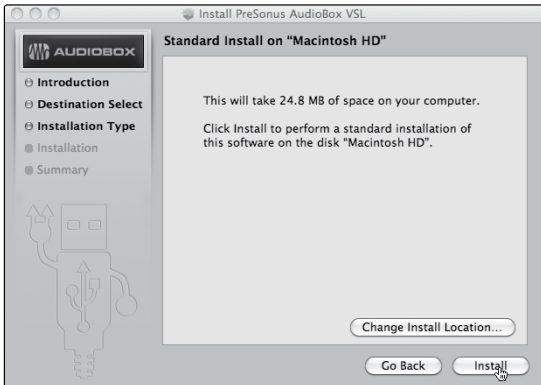 Install PreSonus AudioBox VSL
AUDIOBOX
Introduction
Destination Select
Installation Type
Installation
Summary
Standard Install on “Macintosh HD”
This will take 24.8 MB of space on your computer.
Click Install to perform a standard installation of
this software on the disk “Macintosh HD”.
Change Install Location...
Go Back
Install